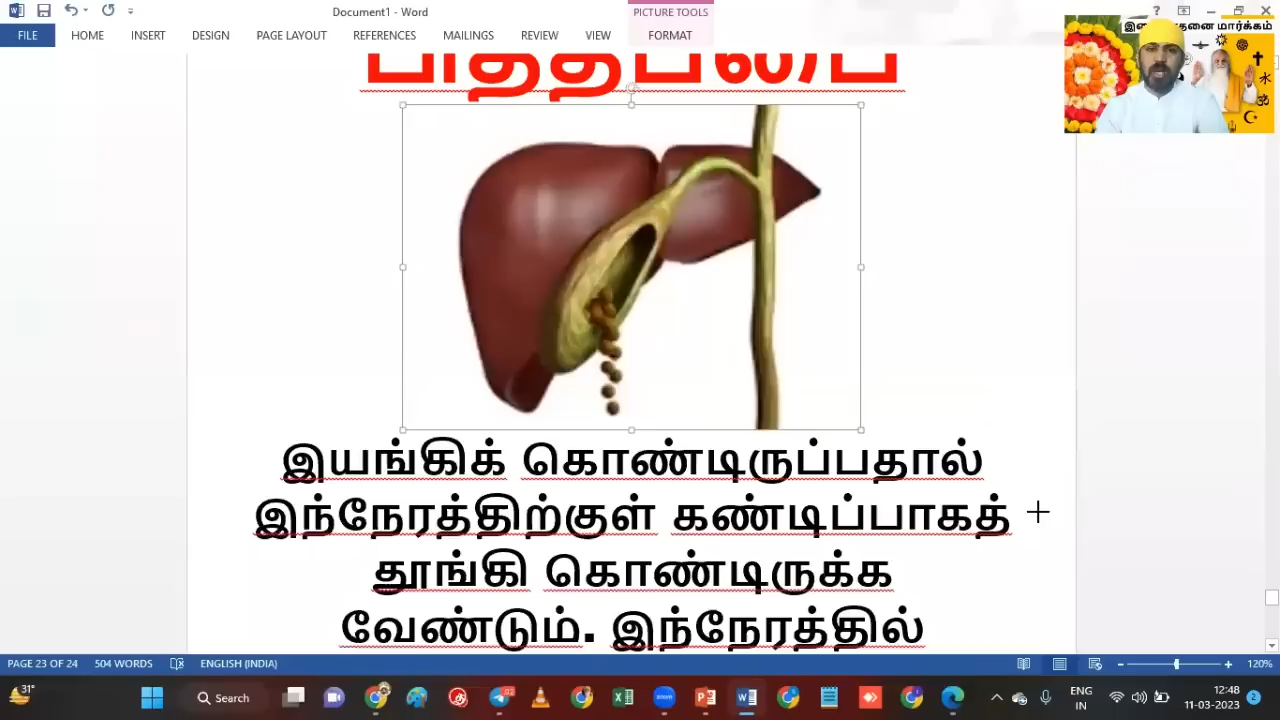 Document1 - Word
PICTURE TOOLS
FILE
HOME
INSERT
DESIGN
PAGE LAYOUT
REFERENCES
MAILINGS
REVIEW
VIEW
FORMAT
மார்க்கம்
பித்தப்பை
இயங்கிக் கொண்டிருப்பதால்
இந்நேரத்திற்குள் கண்டிப்பாகத்
தூங்கி கொண்டிருக்க
வேண்டும். இந்நேரத்தில்
PAGE 23 OF 24
504 WORDS
ENGLISH (INDIA)
120%
31°
Search
ENG
IN
12:48
11-03-2023